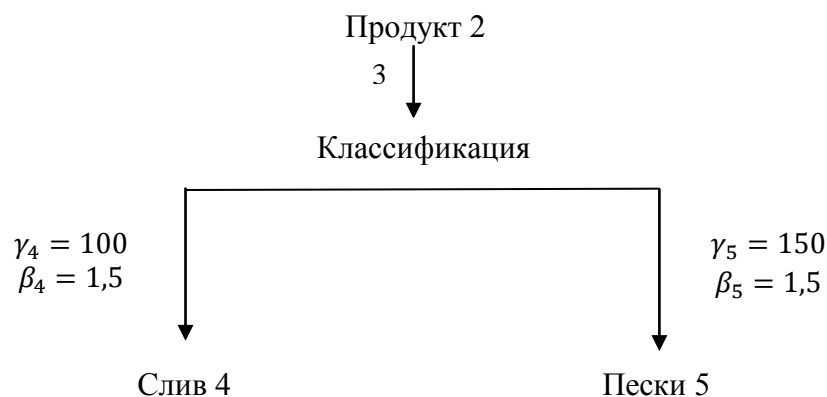 Продукт 2
3
Классификация
γ₄ = 100
β₄ = 1,5
γ₅ = 150
β₅ = 1,5
Слив 4
Пески 5